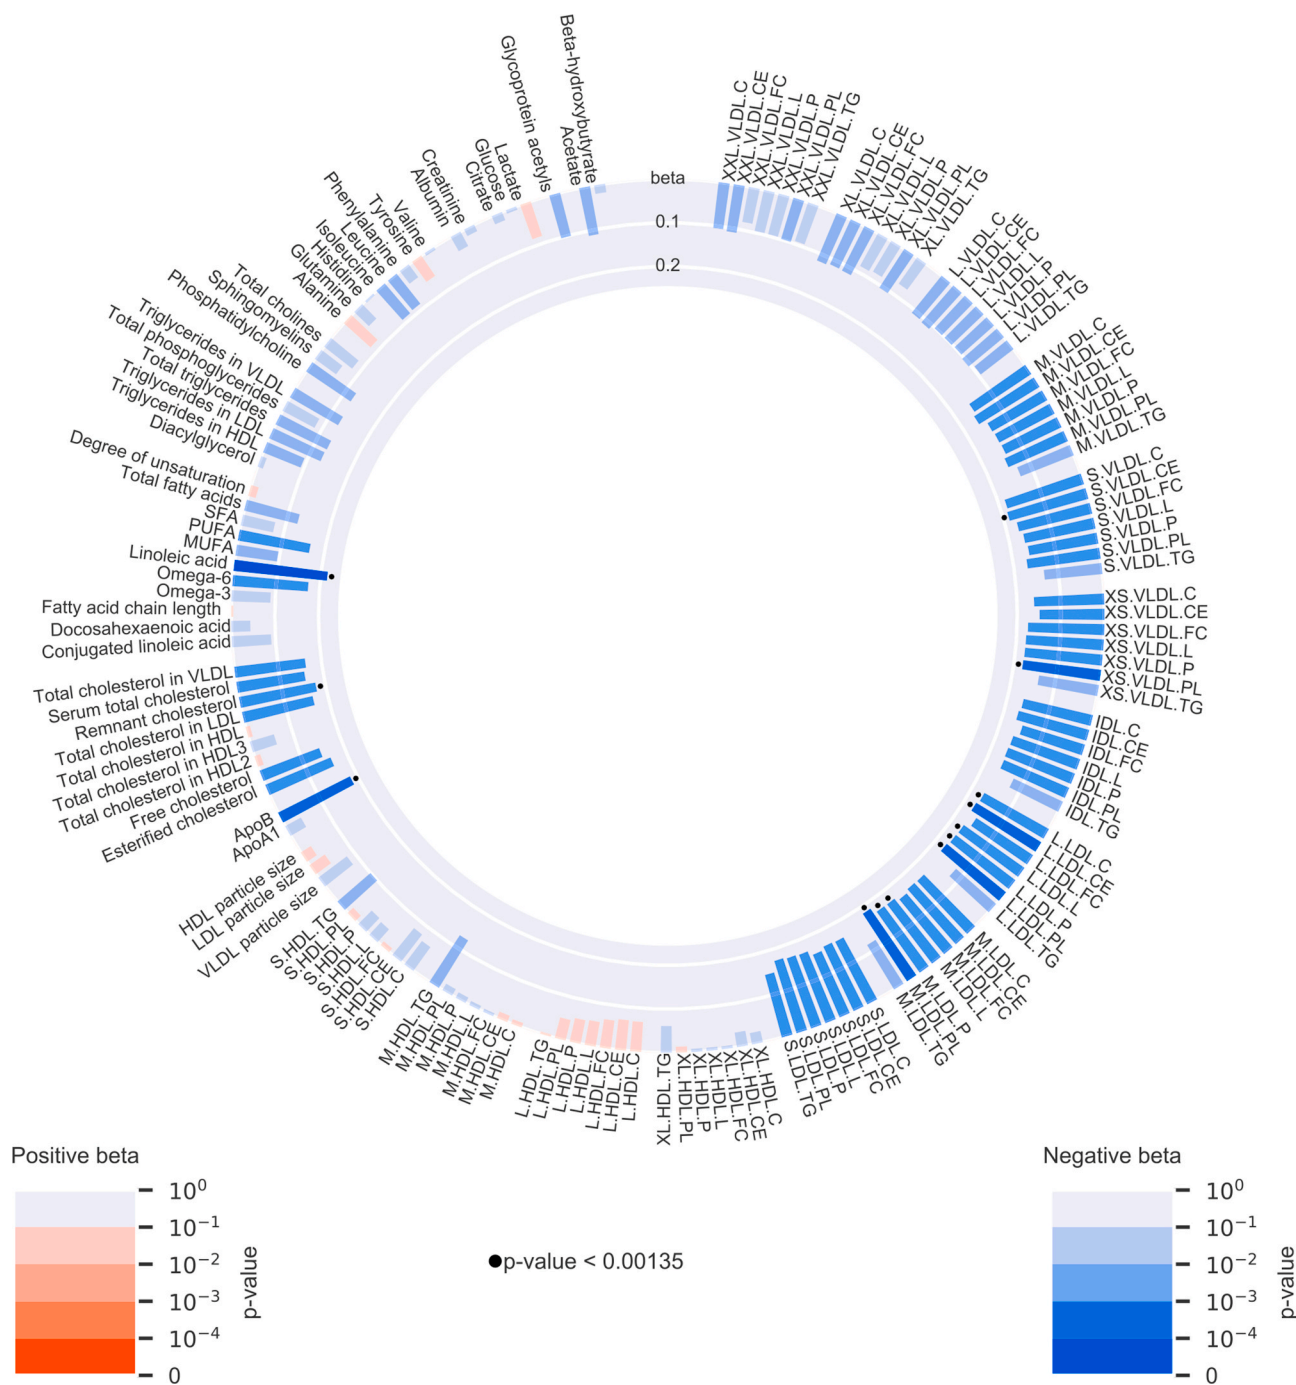 beta
0.1
0.2
XXL.VLDL.C
XXL.VLDL.CE
XXL.VLDL.FC
XXL.VLDL.L
XXL.VLDL.P
XXL.VLDL.PL
XXL.VLDL.TG
XL.VLDL.C
XL.VLDL.CE
XL.VLDL.FC
XL.VLDL.L
XL.VLDL.P
XL.VLDL.PL
XL.VLDL.TG
L.VLDL.C
L.VLDL.CE
L.VLDL.FC
L.VLDL.L
L.VLDL.P
L.VLDL.PL
L.VLDL.TG
M.VLDL.C
M.VLDL.CE
M.VLDL.FC
M.VLDL.L
M.VLDL.P
M.VLDL.PL
M.VLDL.TG
S.VLDL.C
S.VLDL.CE
S.VLDL.FC
S.VLDL.L
S.VLDL.P
S.VLDL.PL
S.VLDL.TG
XS.VLDL.C
XS.VLDL.CE
XS.VLDL.FC
XS.VLDL.L
XS.VLDL.P
XS.VLDL.PL
XS.VLDL.TG
IDL.C
IDL.CE
IDL.FC
IDL.L
IDL.P
IDL.PL
IDL.TG
L.LDL.C
L.LDL.CE
L.LDL.FC
L.LDL.L
L.LDL.P
L.LDL.PL
L.LDL.TG
M.LDL.C
M.LDL.CE
M.LDL.FC
M.LDL.L
M.LDL.P
M.LDL.PL
M.LDL.TG
S.LDL.C
S.LDL.CE
S.LDL.FC
S.LDL.L
S.LDL.P
S.LDL.PL
S.LDL.TG
XL.HDL.C
XL.HDL.CE
XL.HDL.FC
XL.HDL.L
XL.HDL.P
XL.HDL.PL
XL.HDL.TG
L.HDL.C
L.HDL.CE
L.HDL.FC
L.HDL.L
L.HDL.P
L.HDL.PL
L.HDL.TG
M.HDL.C
M.HDL.CE
M.HDL.FC
M.HDL.L
M.HDL.P
M.HDL.PL
M.HDL.TG
S.HDL.C
S.HDL.CE
S.HDL.FC
S.HDL.L
S.HDL.P
S.HDL.PL
S.HDL.TG
VLDL particle size
LDL particle size
HDL particle size
ApoA1
ApoB
Esterified cholesterol
Free cholesterol
Total cholesterol in HDL2
Total cholesterol in HDL3
Total cholesterol in HDL
Total cholesterol in LDL
Remnant cholesterol
Serum total cholesterol
Total cholesterol in VLDL
Conjugated linoleic acid
Docosahexaenoic acid
Fatty acid chain length
Omega-3
Omega-6
Linoleic acid
MUFA
PUFA
SFA
Total fatty acids
Degree of unsaturation
Diacylglycerol
Triglycerides in HDL
Triglycerides in LDL
Total triglycerides
Total phosphoglycerides
Triglycerides in VLDL
Phosphatidylcholine
Sphingomyelins
Total cholines
Alanine
Glutamine
Histidine
Isoleucine
Leucine
Phenylalanine
Tyrosine
Valine
Albumin
Creatinine
Citrate
Glucose
Lactate
Glycoprotein acetyls
Acetate
Beta-hydroxybutyrate
Positive beta
10⁰
10⁻¹
10⁻²
10⁻³
10⁻⁴
0
p-value
p-value < 0.00135
Negative beta
10⁰
10⁻¹
10⁻²
10⁻³
10⁻⁴
0
p-value